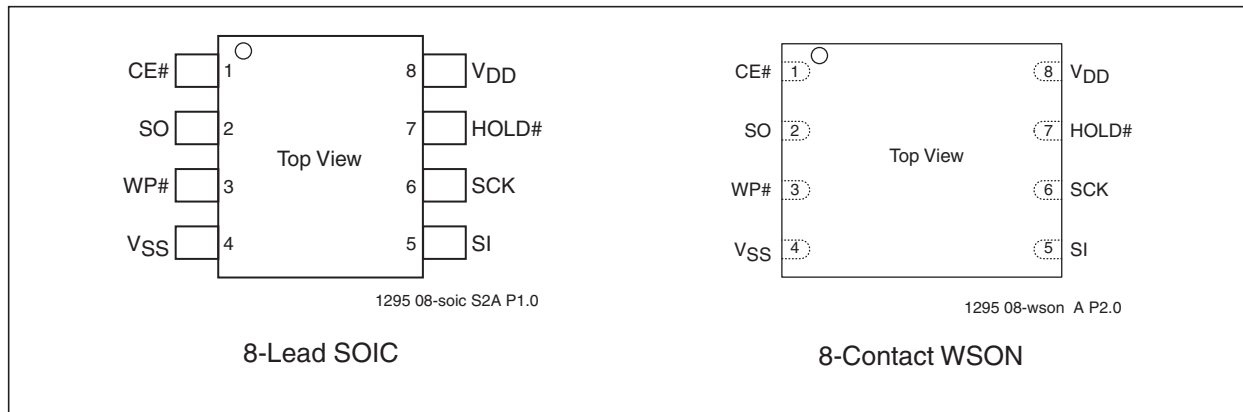 CE# 1 8 VDD
SO 2 7 HOLD#
Top View
WP# 3 6 SCK
VSS 4 5 SI
1295 08-soic S2A P1.0
8-Lead SOIC
CE# 1 8 VDD
SO 2 7 HOLD#
Top View
WP# 3 6 SCK
VSS 4 5 SI
1295 08-wson A P2.0
8-Contact WSON